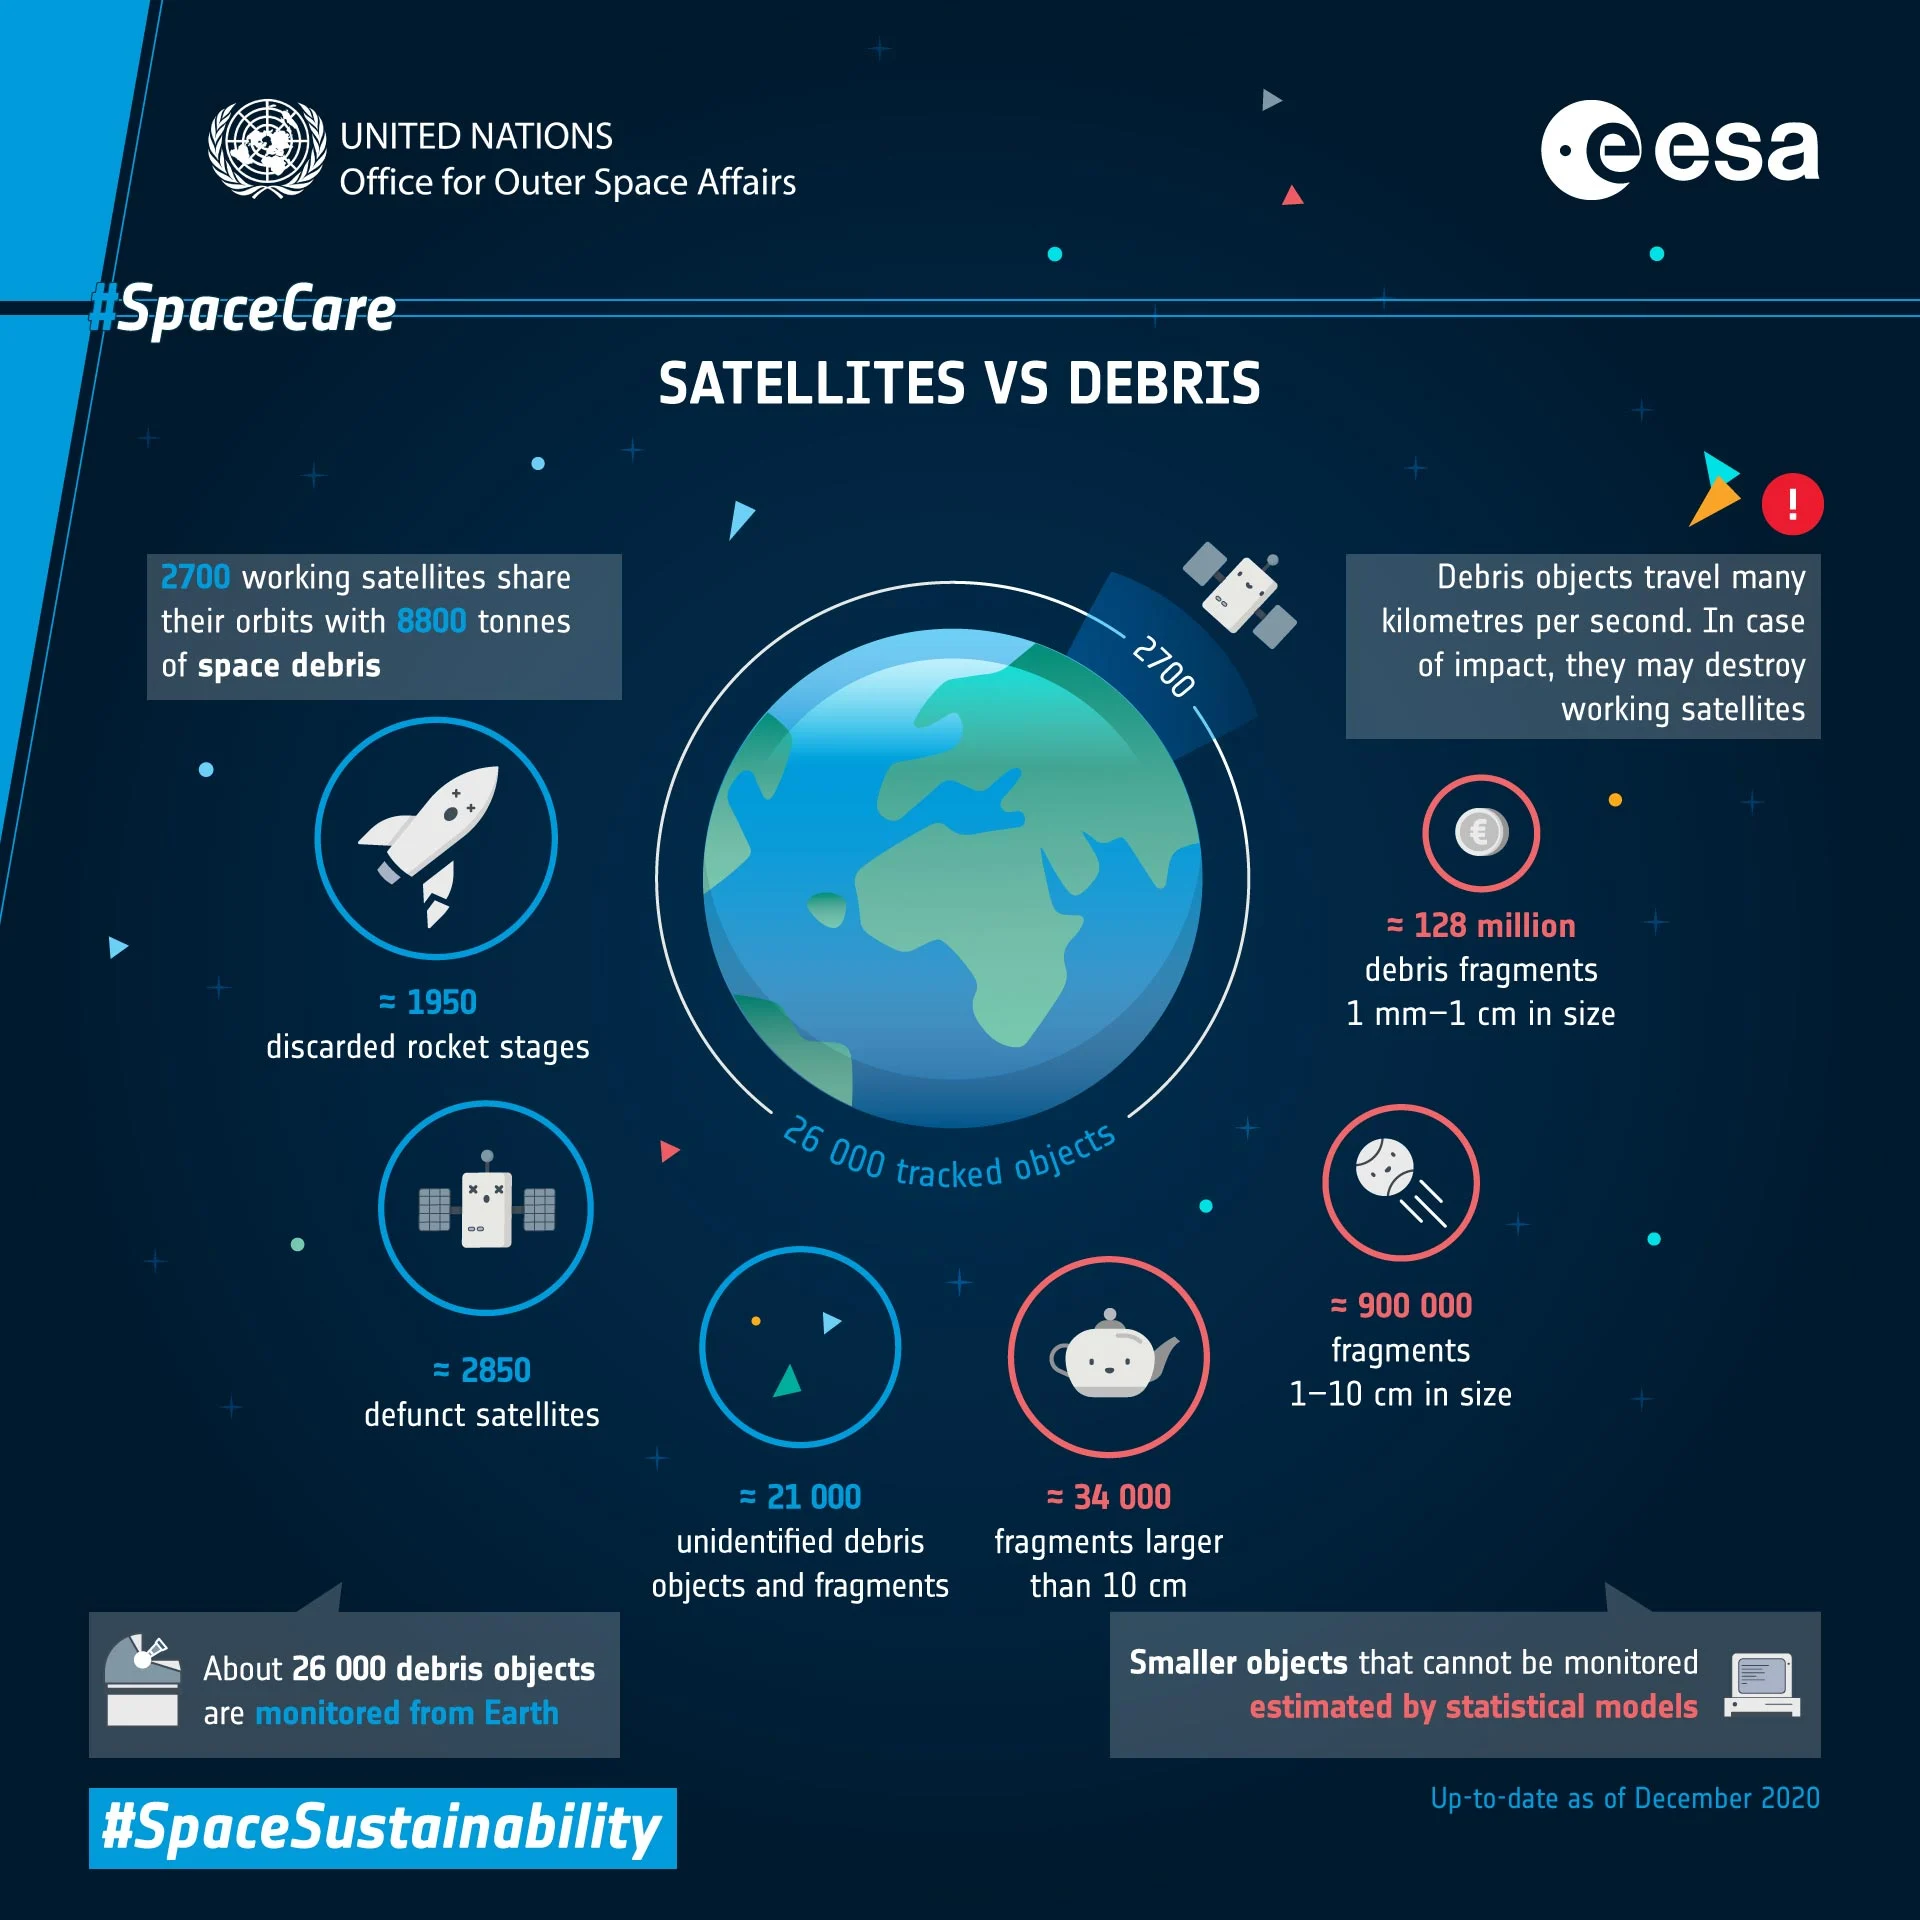 UNITED NATIONS
Office for Outer Space Affairs
esa
#SpaceCare
SATELLITES VS DEBRIS
2700 working satellites share
their orbits with 8800 tonnes
of space debris
!
Debris objects travel many
kilometres per second. In case
of impact, they may destroy
working satellites
2700
26 000 tracked objects
≈ 1950
discarded rocket stages
≈ 2850
defunct satellites
≈ 21 000
unidentified debris
objects and fragments
≈ 34 000
fragments larger
than 10 cm
≈ 900 000
fragments
1–10 cm in size
€
≈ 128 million
debris fragments
1 mm–1 cm in size
About 26 000 debris objects
are monitored from Earth
Smaller objects that cannot be monitored
estimated by statistical models
#SpaceSustainability
Up-to-date as of December 2020